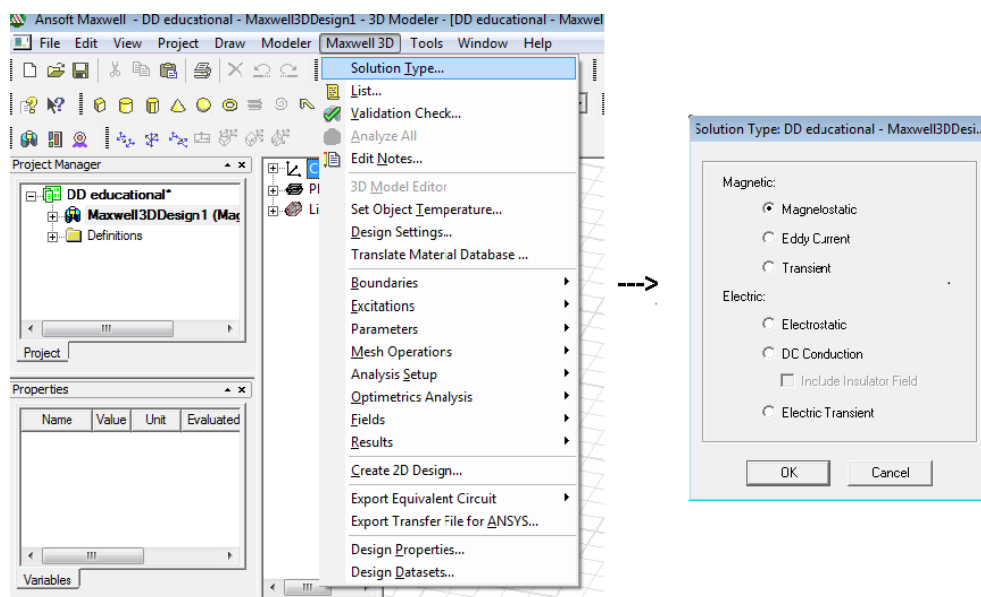 Ansoft Maxwell - DD educational - Maxwell3DDesign1 - 3D Modeler - [DD educational - Maxwel
File Edit View Project Draw Modeler Maxwell 3D Tools Window Help
Solution Type...
List...
Validation Check...
Analyze All
Edit Notes...
3D Model Editor
Set Object Temperature...
Design Settings...
Translate Material Database ...
Boundaries
Excitations
Parameters
Mesh Operations
Analysis Setup
Optimetrics Analysis
Fields
Results
Create 2D Design...
Export Equivalent Circuit
Export Transfer File for ANSYS...
Design Properties...
Design Datasets...
Project Manager
DD educational*
Maxwell3DDesign1 (Mag
Definitions
Project
C
Pl
Li
Properties
Name Value Unit Evaluated
Variables
--->
Solution Type: DD educational - Maxwell3DDesi...
Magnetic:
Magnetostatic
Eddy Current
Transient
Electric:
Electrostatic
DC Conduction
Include Insulator Field
Electric Transient
OK Cancel